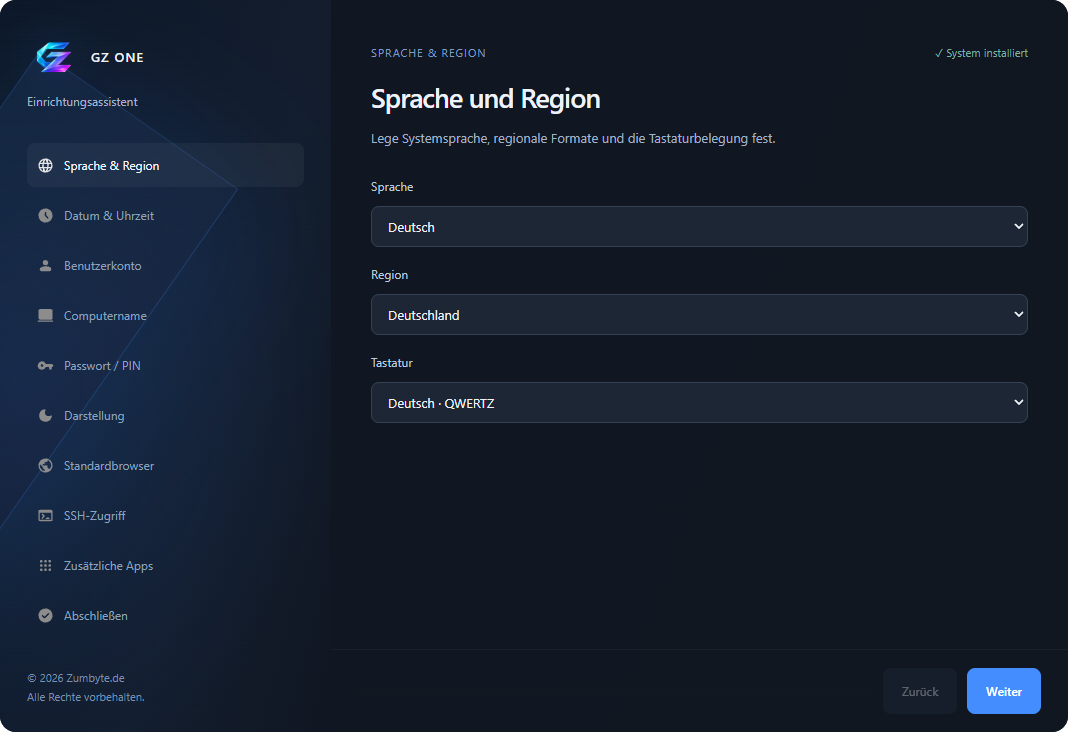 GZ ONE
Einrichtungsassistent
Sprache & Region
Datum & Uhrzeit
Benutzerkonto
Computername
Passwort / PIN
Darstellung
Standardbrowser
SSH-Zugriff
Zusätzliche Apps
Abschließen
© 2026 Zumbyte.de
Alle Rechte vorbehalten.
SPRACHE & REGION
✓ System installiert
Sprache und Region
Lege Systemsprache, regionale Formate und die Tastaturbelegung fest.
Sprache
Deutsch
Region
Deutschland
Tastatur
Deutsch · QWERTZ
Zurück
Weiter